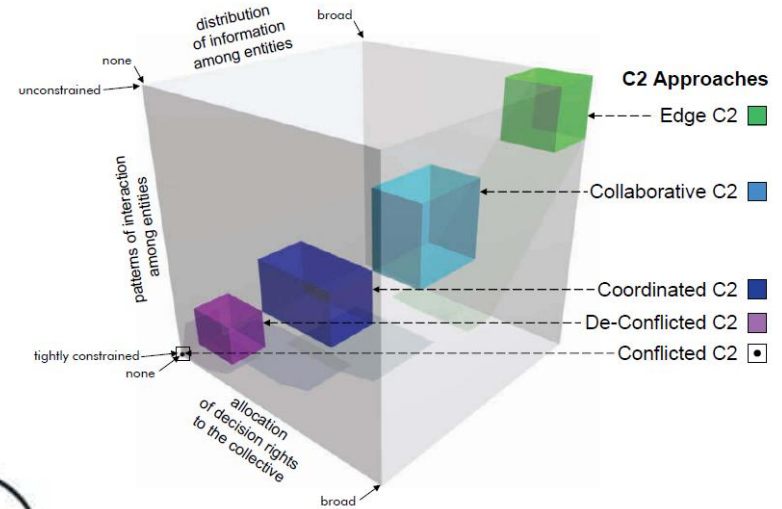 distribution
of information
among entities
broad
none
unconstrained
C2 Approaches
Edge C2
Collaborative C2
patterns of interaction
among entities
Coordinated C2
De-Conflicted C2
tightly constrained
Conflicted C2
none
allocation
of decision rights
to the collective
broad